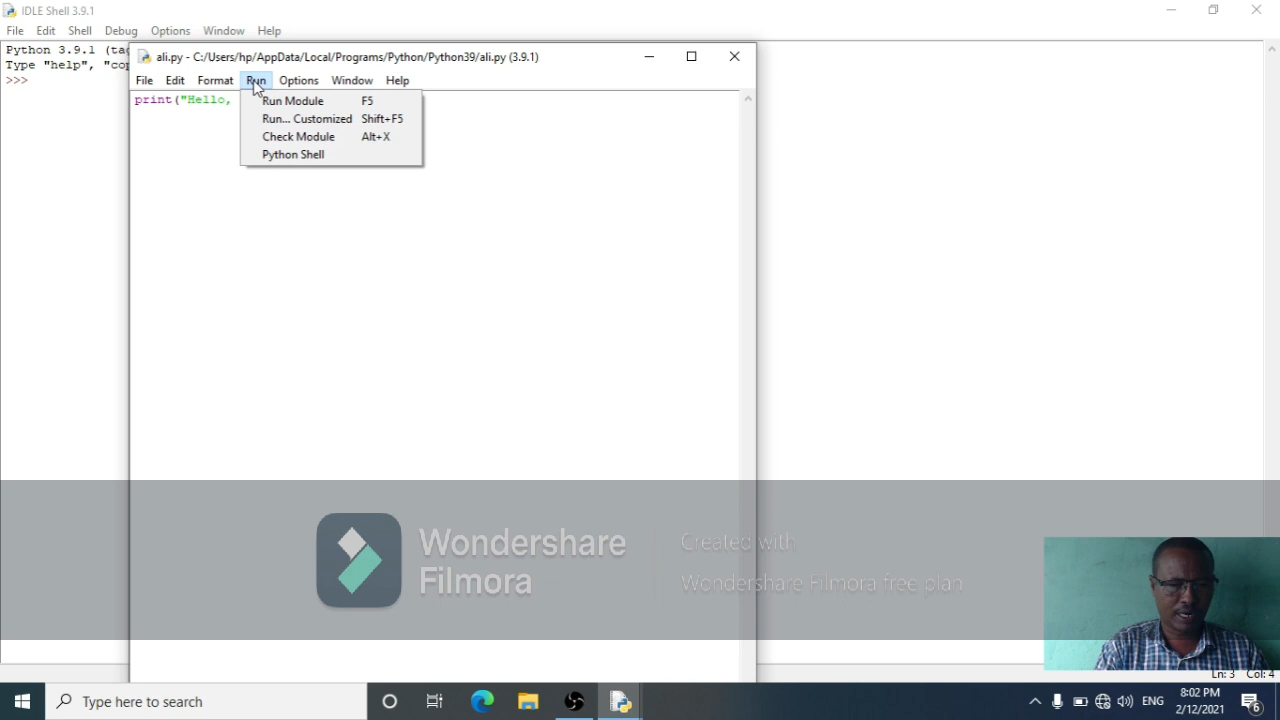 IDLE Shell 3.9.1
File Edit Shell Debug Options Window Help
Python 3.9.1 (tag
Type "help", "cop
>>>
ali.py - C:/Users/hp/AppData/Local/Programs/Python/Python39/ali.py (3.9.1)
File Edit Format Run Options Window Help
print("Hello,
Run Module F5
Run... Customized Shift+F5
Check Module Alt+X
Python Shell
Wondershare
Filmora
Created with
Wondershare Filmora free plan
Ln: 3 Col: 4
Type here to search
ENG
8:02 PM
2/12/2021
6